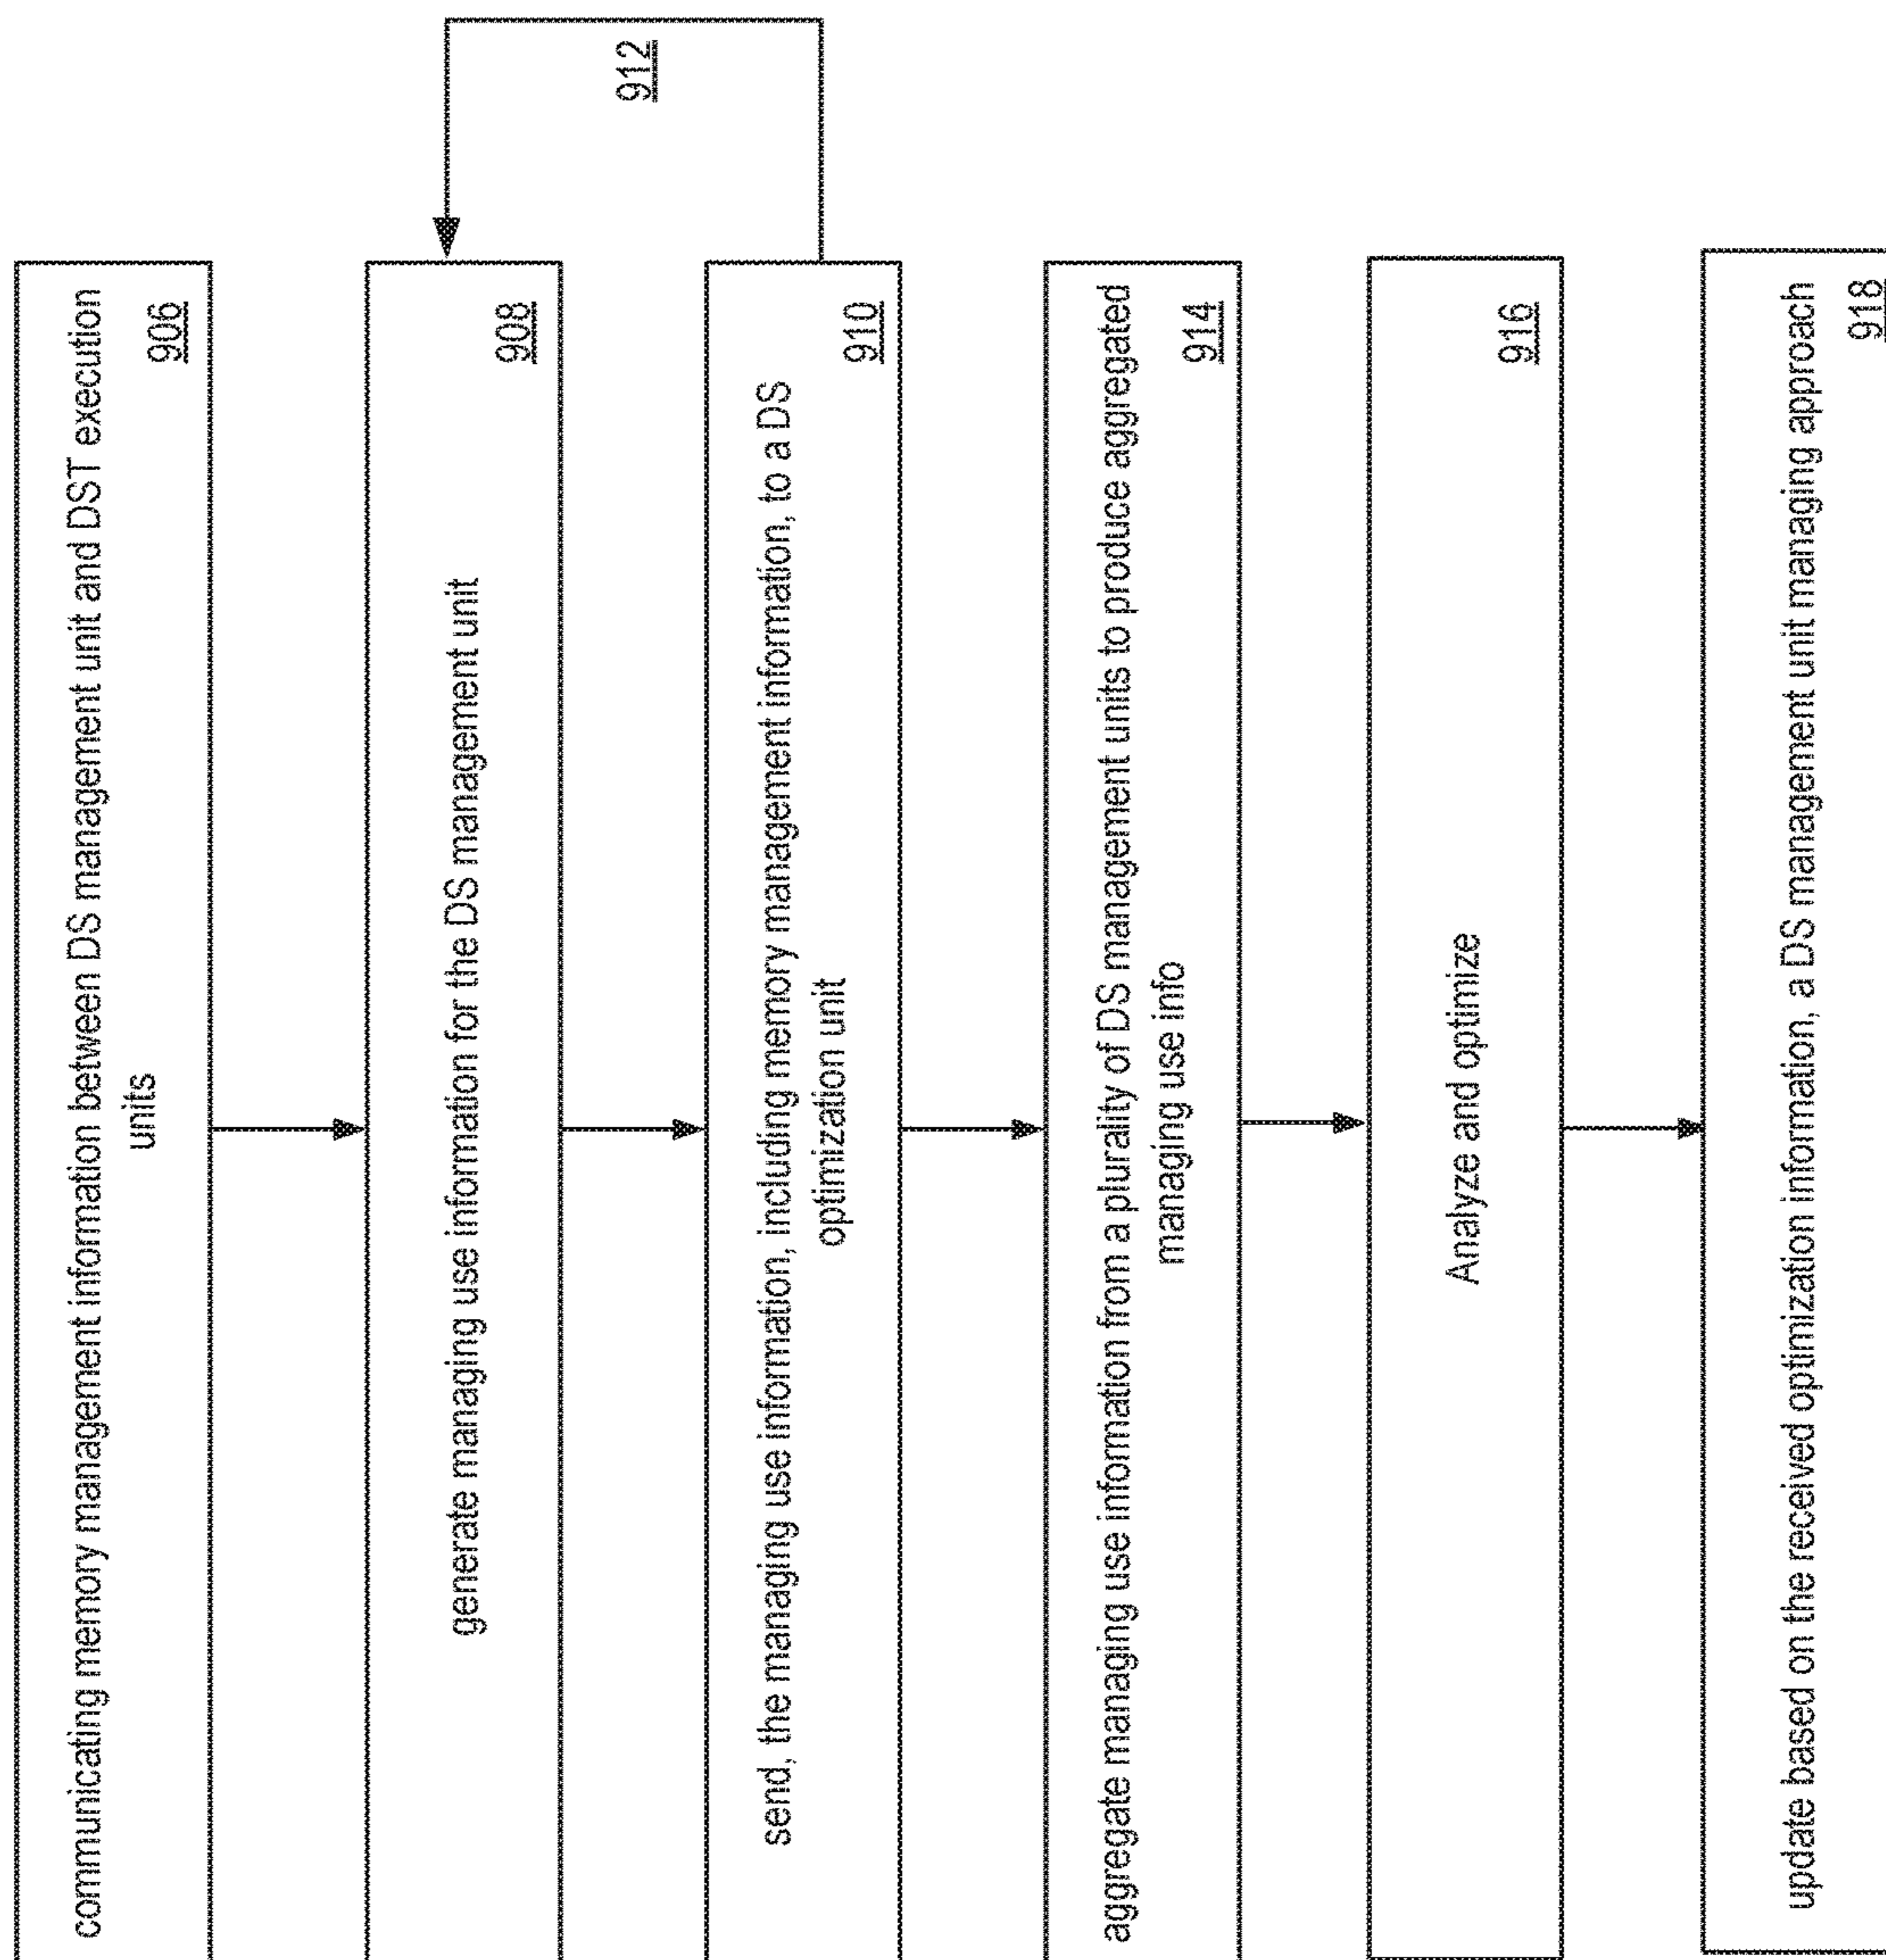 communicating memory management information between DS management unit and DST execution
units
906
generate managing use information for the DS management unit
908
912
send, the managing use information, including memory management information, to a DS
optimization unit
910
aggregate managing use information from a plurality of DS management units to produce aggregated
managing use info
914
Analyze and optimize
916
update based on the received optimization information, a DS management unit managing approach
918